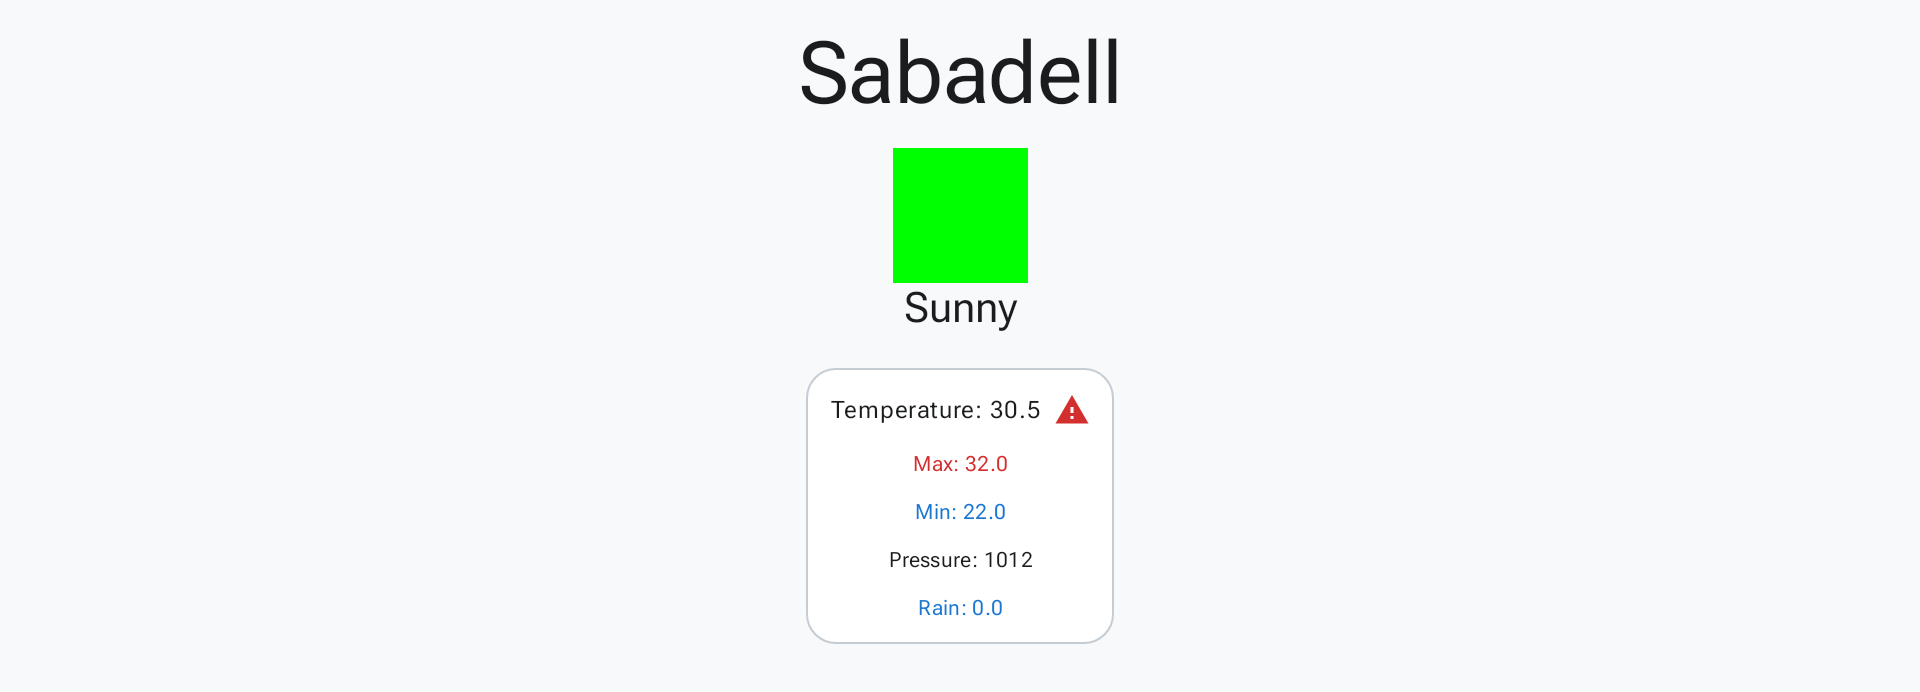 Sabadell
Sunny
Temperature: 30.5
Max: 32.0
Min: 22.0
Pressure: 1012
Rain: 0.0